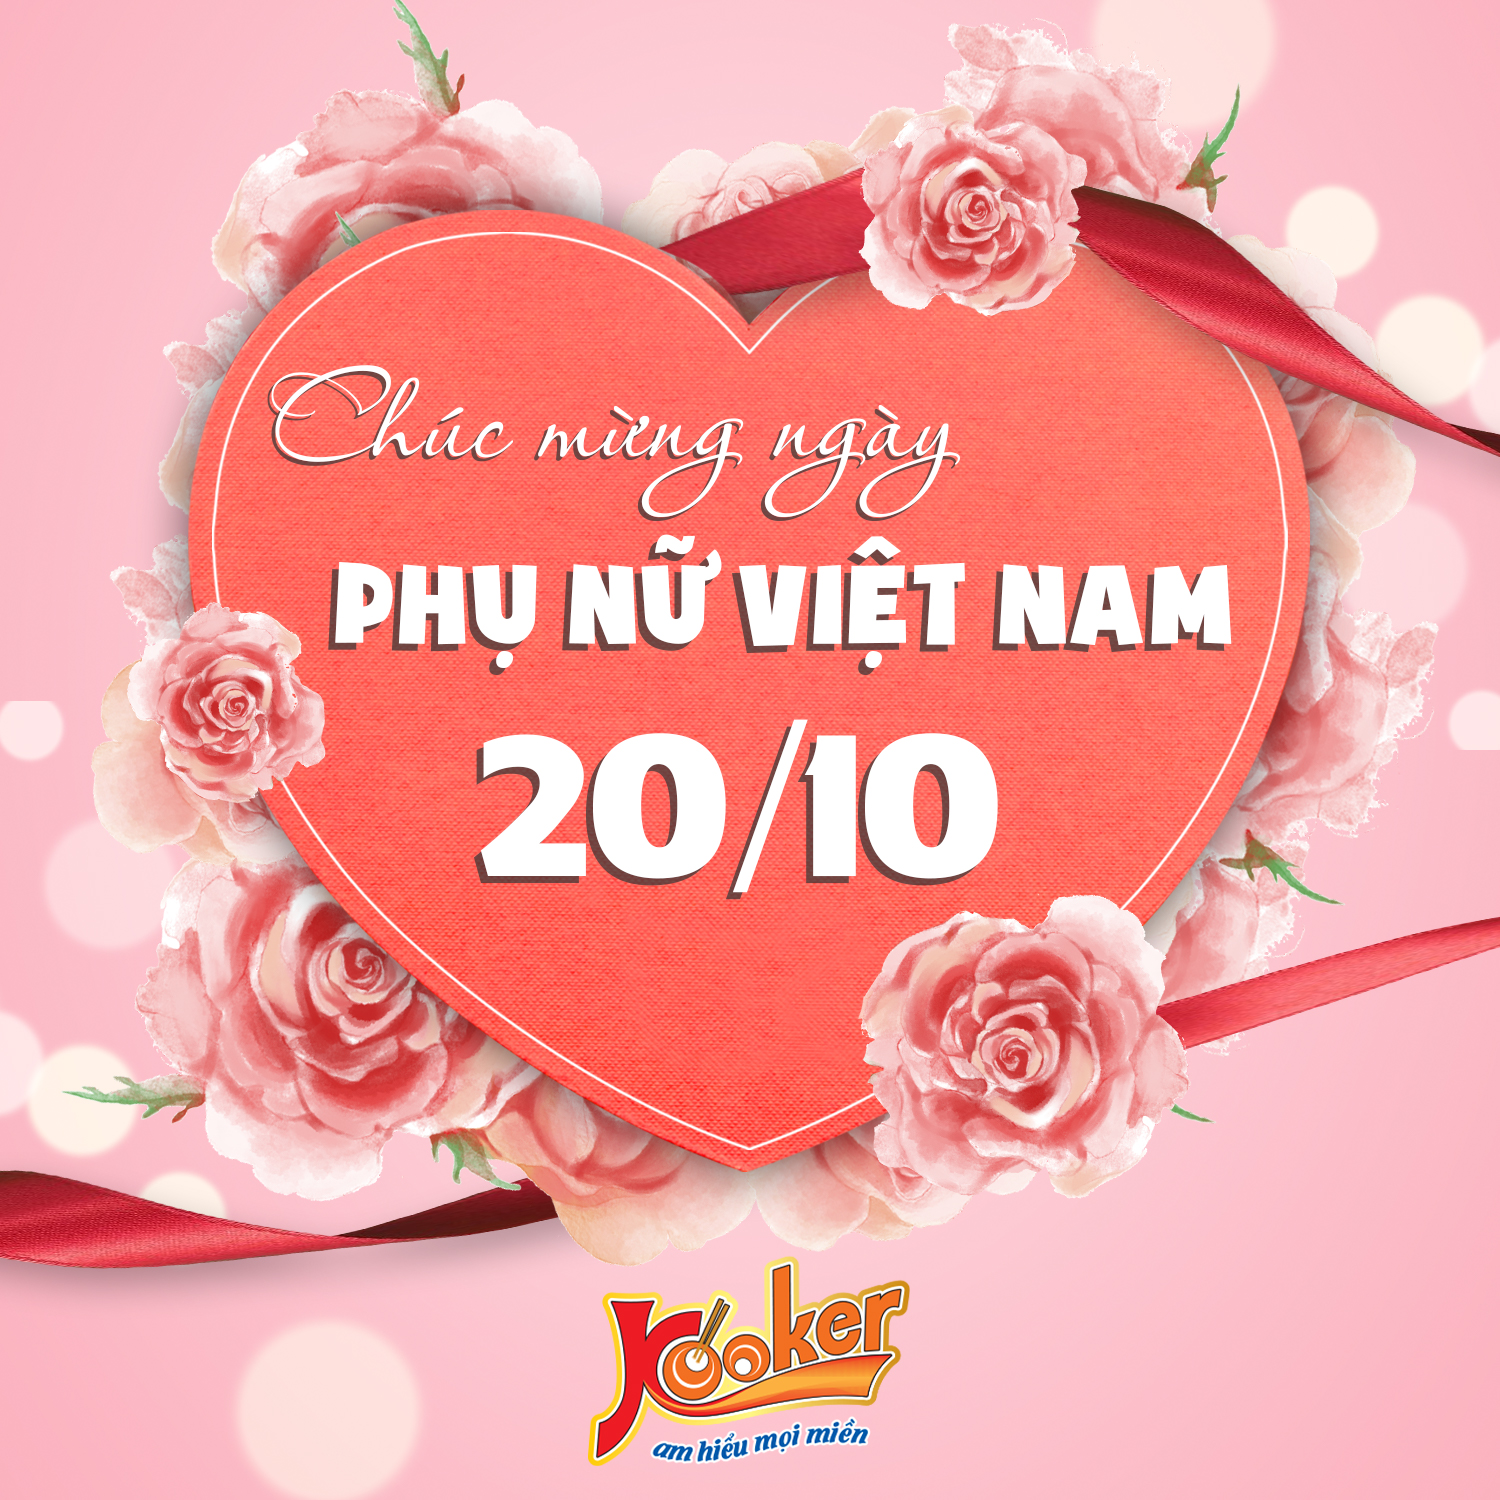 Chúc mừng ngày
PHỤ NỮ VIỆT NAM
20/10
Kooker
am hiểu mọi miền